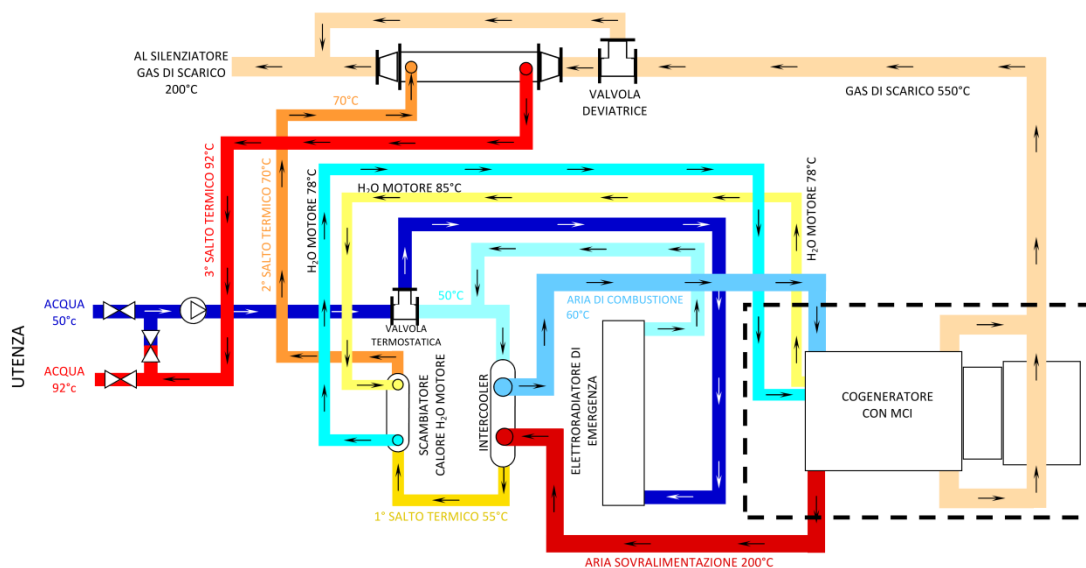 AL SILENZIATORE
GAS DI SCARICO
200°C
VALVOLA
DEVIATRICE
GAS DI SCARICO 550°C
70°C
3° SALTO TERMICO 92°C
2° SALTO TERMICO 70°C
H₂O MOTORE 78°C
H₂O MOTORE 85°C
H₂O MOTORE 78°C
UTENZA
ACQUA
50°c
ACQUA
92°c
VALVOLA
TERMOSTATICA
50°C
ARIA DI COMBUSTIONE
60°C
SCAMBIATORE
CALORE H₂O MOTORE
INTERCOOLER
ELETTRORADIATORE DI
EMERGENZA
COGENERATORE
CON MCI
1° SALTO TERMICO 55°C
ARIA SOVRALIMENTAZIONE 200°C